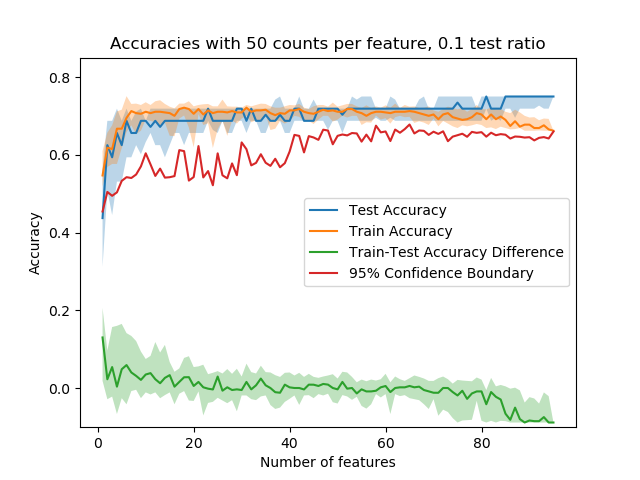 Accuracies with 50 counts per feature, 0.1 test ratio
0.8
0.6
0.4
0.2
0.0
Accuracy
Test Accuracy
Train Accuracy
Train-Test Accuracy Difference
95% Confidence Boundary
0 20 40 60 80
Number of features